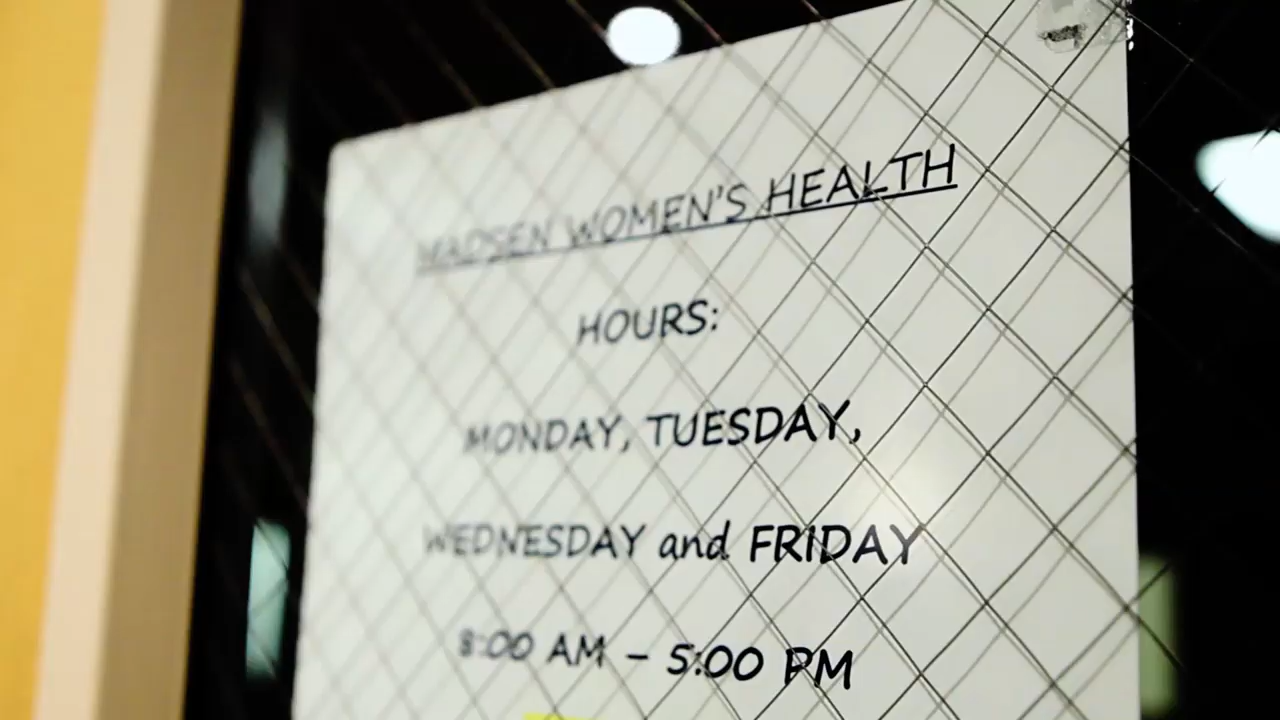 MADSEN WOMEN'S HEALTH
HOURS:
MONDAY, TUESDAY,
WEDNESDAY and FRIDAY
8:00 AM – 5:00 PM